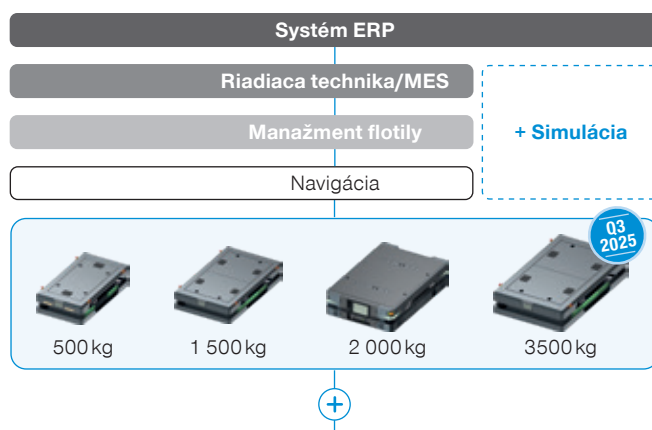 Systém ERP
Riadiaca technika/MES
Manažment flotily
+ Simulácia
Navigácia
Q3
2025
500 kg
1 500 kg
2 000 kg
3500 kg